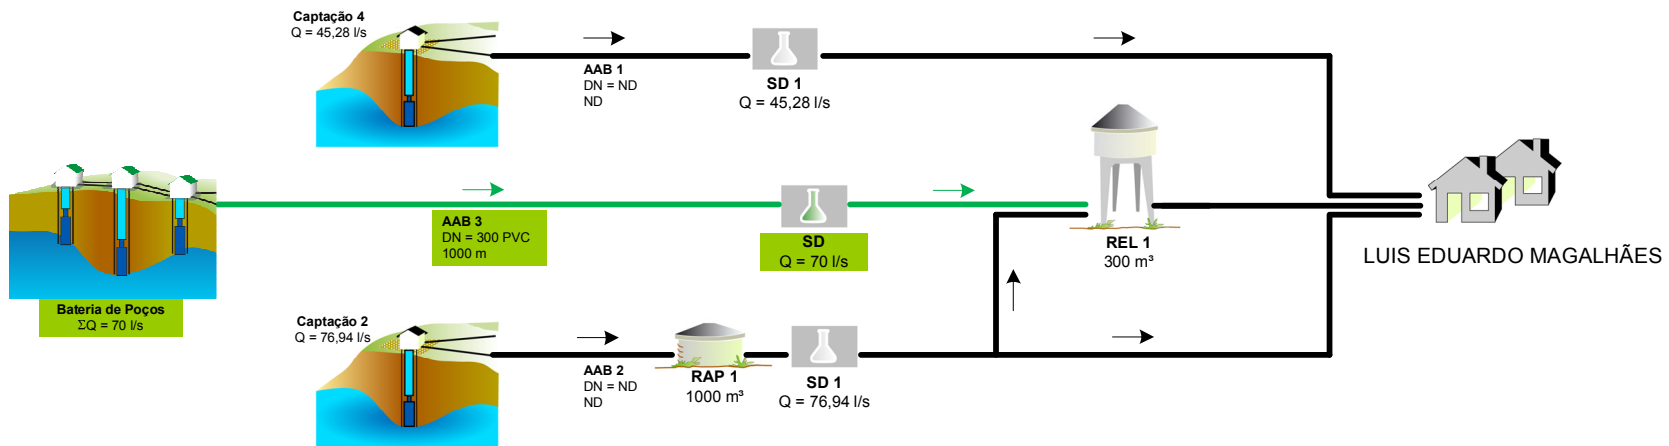 Captação 4
Q = 45,28 l/s
AAB 1
DN = ND
ND
SD 1
Q = 45,28 l/s
AAB 3
DN = 300 PVC
1000 m
SD
Q = 70 l/s
REL 1
300 m³
LUIS EDUARDO MAGALHÃES
Bateria de Poços
ΣQ = 70 l/s
Captação 2
Q = 76,94 l/s
AAB 2
DN = ND
ND
RAP 1
1000 m³
SD 1
Q = 76,94 l/s